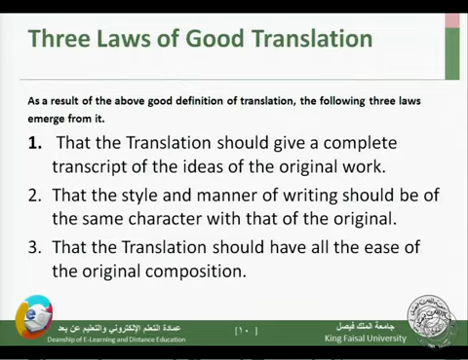 Three Laws of Good Translation
As a result of the above good definition of translation, the following three laws
emerge from it.
1. That the Translation should give a complete
transcript of the ideas of the original work.
2. That the style and manner of writing should be of
the same character with that of the original.
3. That the Translation should have all the ease of
the original composition.
عمادة التعلم الإلكتروني والتعليم عن بعد
Deanship of E-Learning and Distance Education
[١٠]
جامعة الملك فيصل
King Faisal University